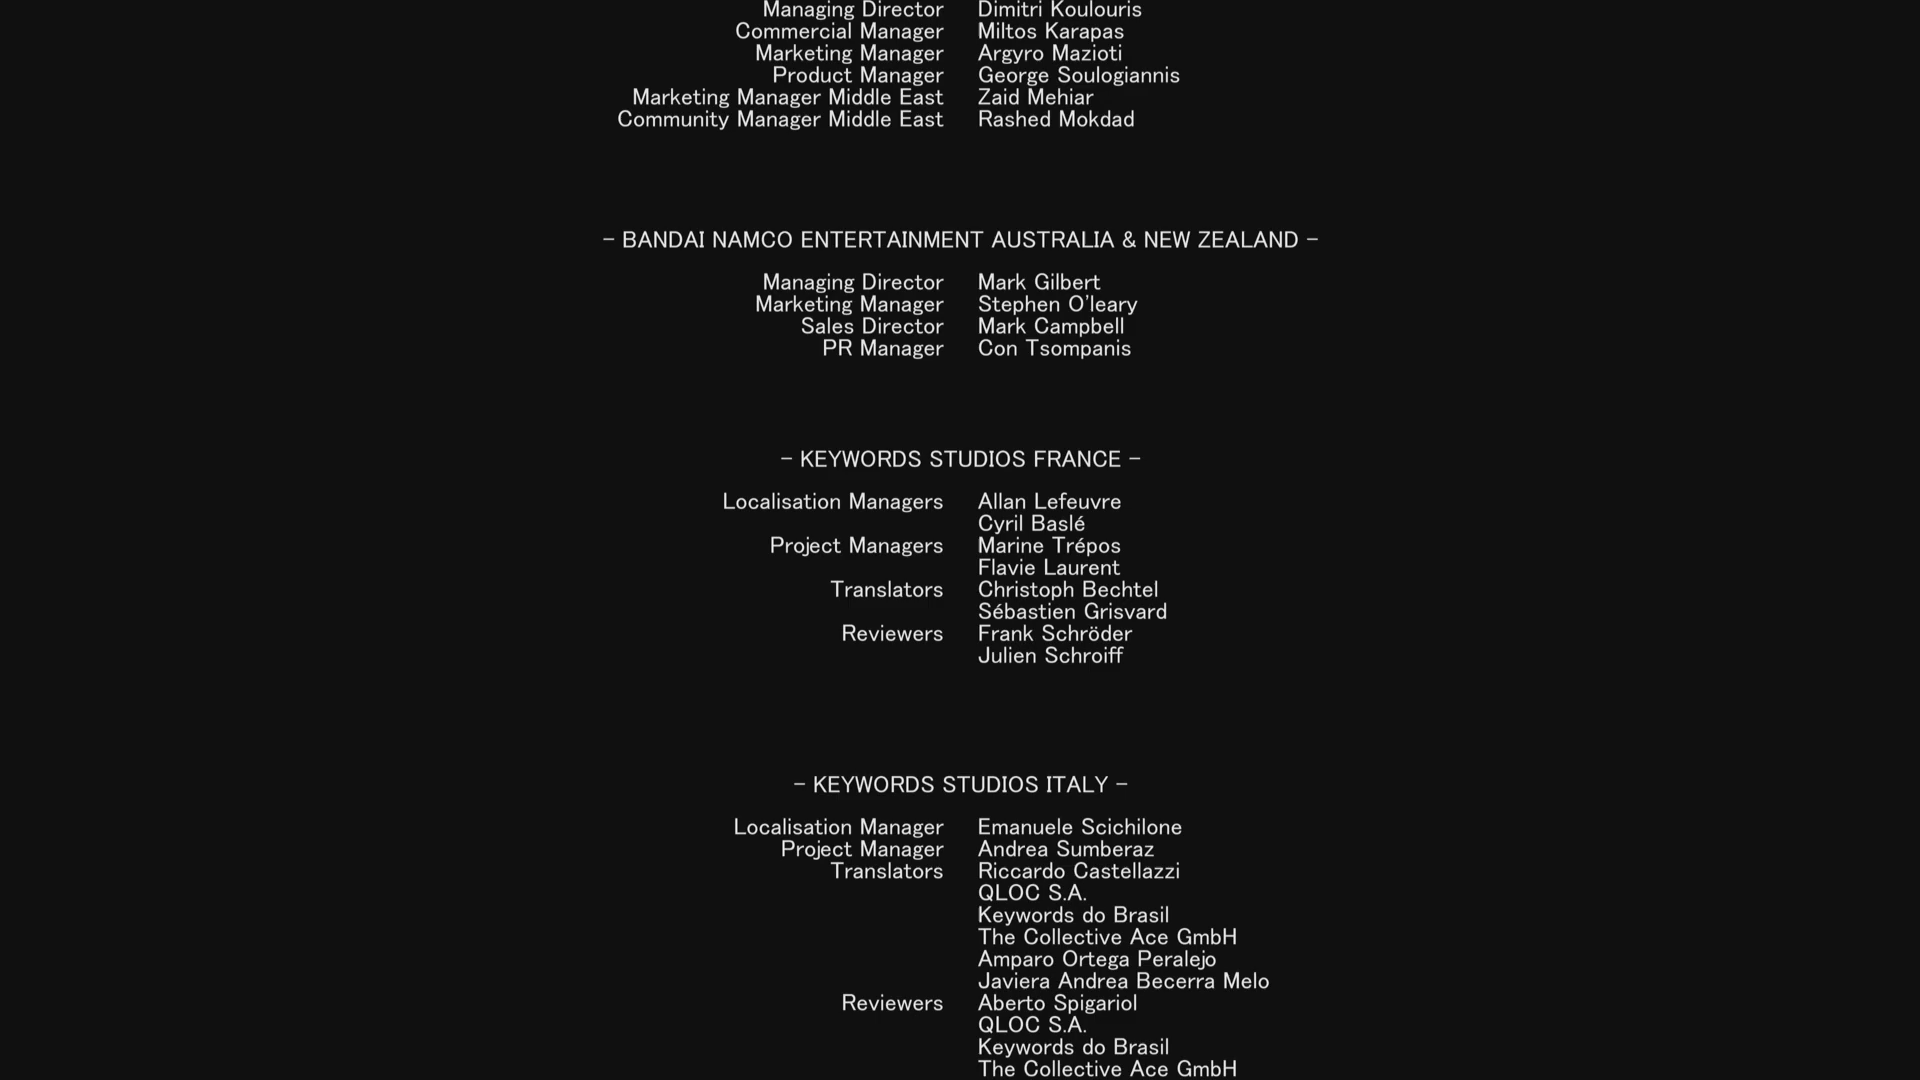 Managing Director Dimitri Koulouris
Commercial Manager Miltos Karapas
Marketing Manager Argyro Mazioti
Product Manager George Soulogiannis
Marketing Manager Middle East Zaid Mehiar
Community Manager Middle East Rashed Mokdad
– BANDAI NAMCO ENTERTAINMENT AUSTRALIA & NEW ZEALAND –
Managing Director Mark Gilbert
Marketing Manager Stephen O'leary
Sales Director Mark Campbell
PR Manager Con Tsompanis
– KEYWORDS STUDIOS FRANCE –
Localisation Managers Allan Lefeuvre
Cyril Baslé
Project Managers Marine Trépos
Flavie Laurent
Translators Christoph Bechtel
Sébastien Grisvard
Reviewers Frank Schröder
Julien Schroiff
– KEYWORDS STUDIOS ITALY –
Localisation Manager Emanuele Scichilone
Project Manager Andrea Sumberaz
Translators Riccardo Castellazzi
QLOC S.A.
Keywords do Brasil
The Collective Ace GmbH
Amparo Ortega Peralejo
Javiera Andrea Becerra Melo
Reviewers Aberto Spigariol
QLOC S.A.
Keywords do Brasil
The Collective Ace GmbH